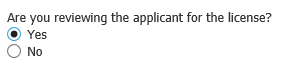 Are you reviewing the applicant for the license?
Yes
No